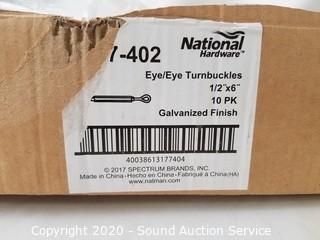 7-402
National
Hardware™
Eye/Eye Turnbuckles
1/2"x6"
10 PK
Galvanized Finish
40038613177404
© 2017 SPECTRUM BRANDS, INC.
Made in China-Hecho en China-Fabriqué à China(HA)
www.natman.com
Copyright 2020 - Sound Auction Service